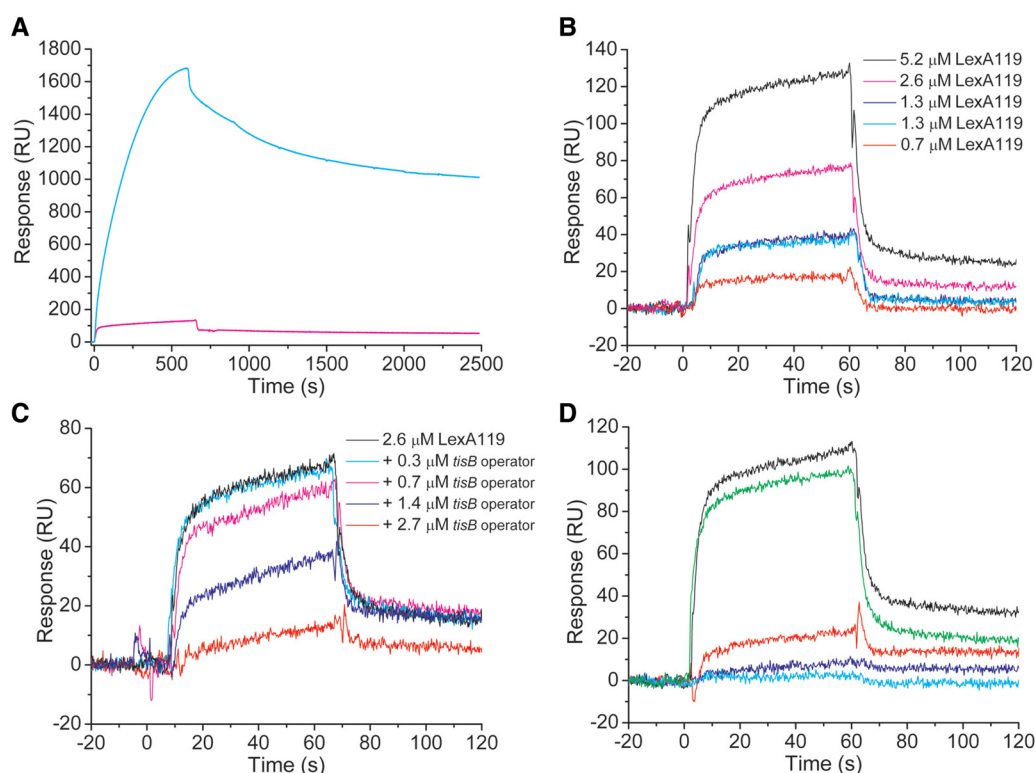 A
1800
1600
1400
1200
1000
800
600
400
200
0
Response (RU)
0
500
1000
1500
2000
2500
Time (s)
B
140
120
100
80
60
40
20
0
-20
Response (RU)
5.2 μM LexA119
2.6 μM LexA119
1.3 μM LexA119
1.3 μM LexA119
0.7 μM LexA119
-20
0
20
40
60
80
100
120
Time (s)
C
80
60
40
20
0
-20
Response (RU)
2.6 μM LexA119
+ 0.3 μM tisB operator
+ 0.7 μM tisB operator
+ 1.4 μM tisB operator
+ 2.7 μM tisB operator
-20
0
20
40
60
80
100
120
Time (s)
D
120
100
80
60
40
20
0
-20
Response (RU)
-20
0
20
40
60
80
100
120
Time (s)